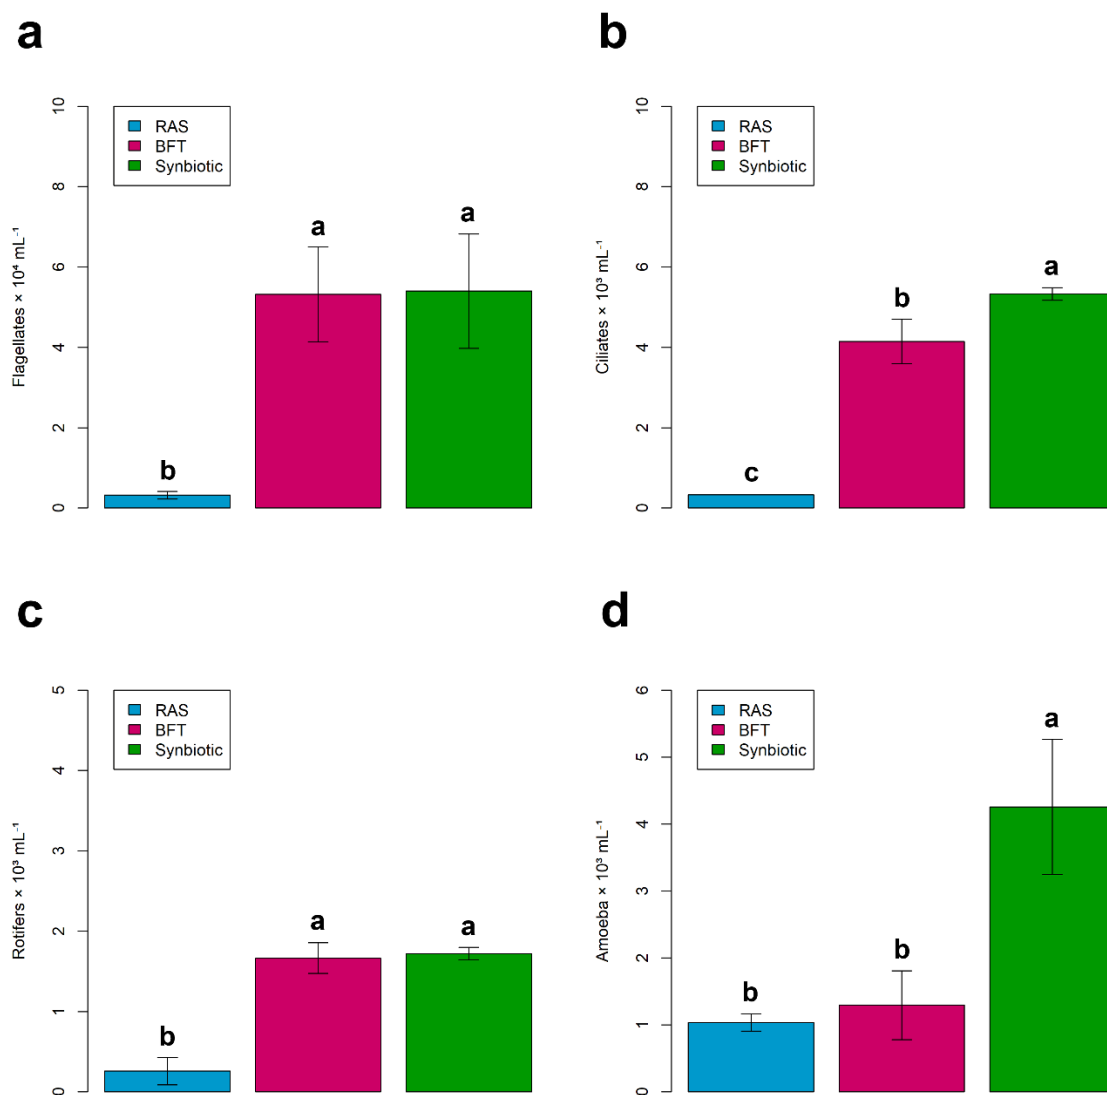 a
10
8
6
4
2
0
Flagellates × 10⁴ mL⁻¹
RAS
BFT
Synbiotic
b
a
a
b
10
8
6
4
2
0
Ciliates × 10³ mL⁻¹
RAS
BFT
Synbiotic
c
b
a
c
5
4
3
2
1
0
Rotifers × 10³ mL⁻¹
RAS
BFT
Synbiotic
b
a
a
d
6
5
4
3
2
1
0
Amoeba × 10³ mL⁻¹
RAS
BFT
Synbiotic
b
b
a